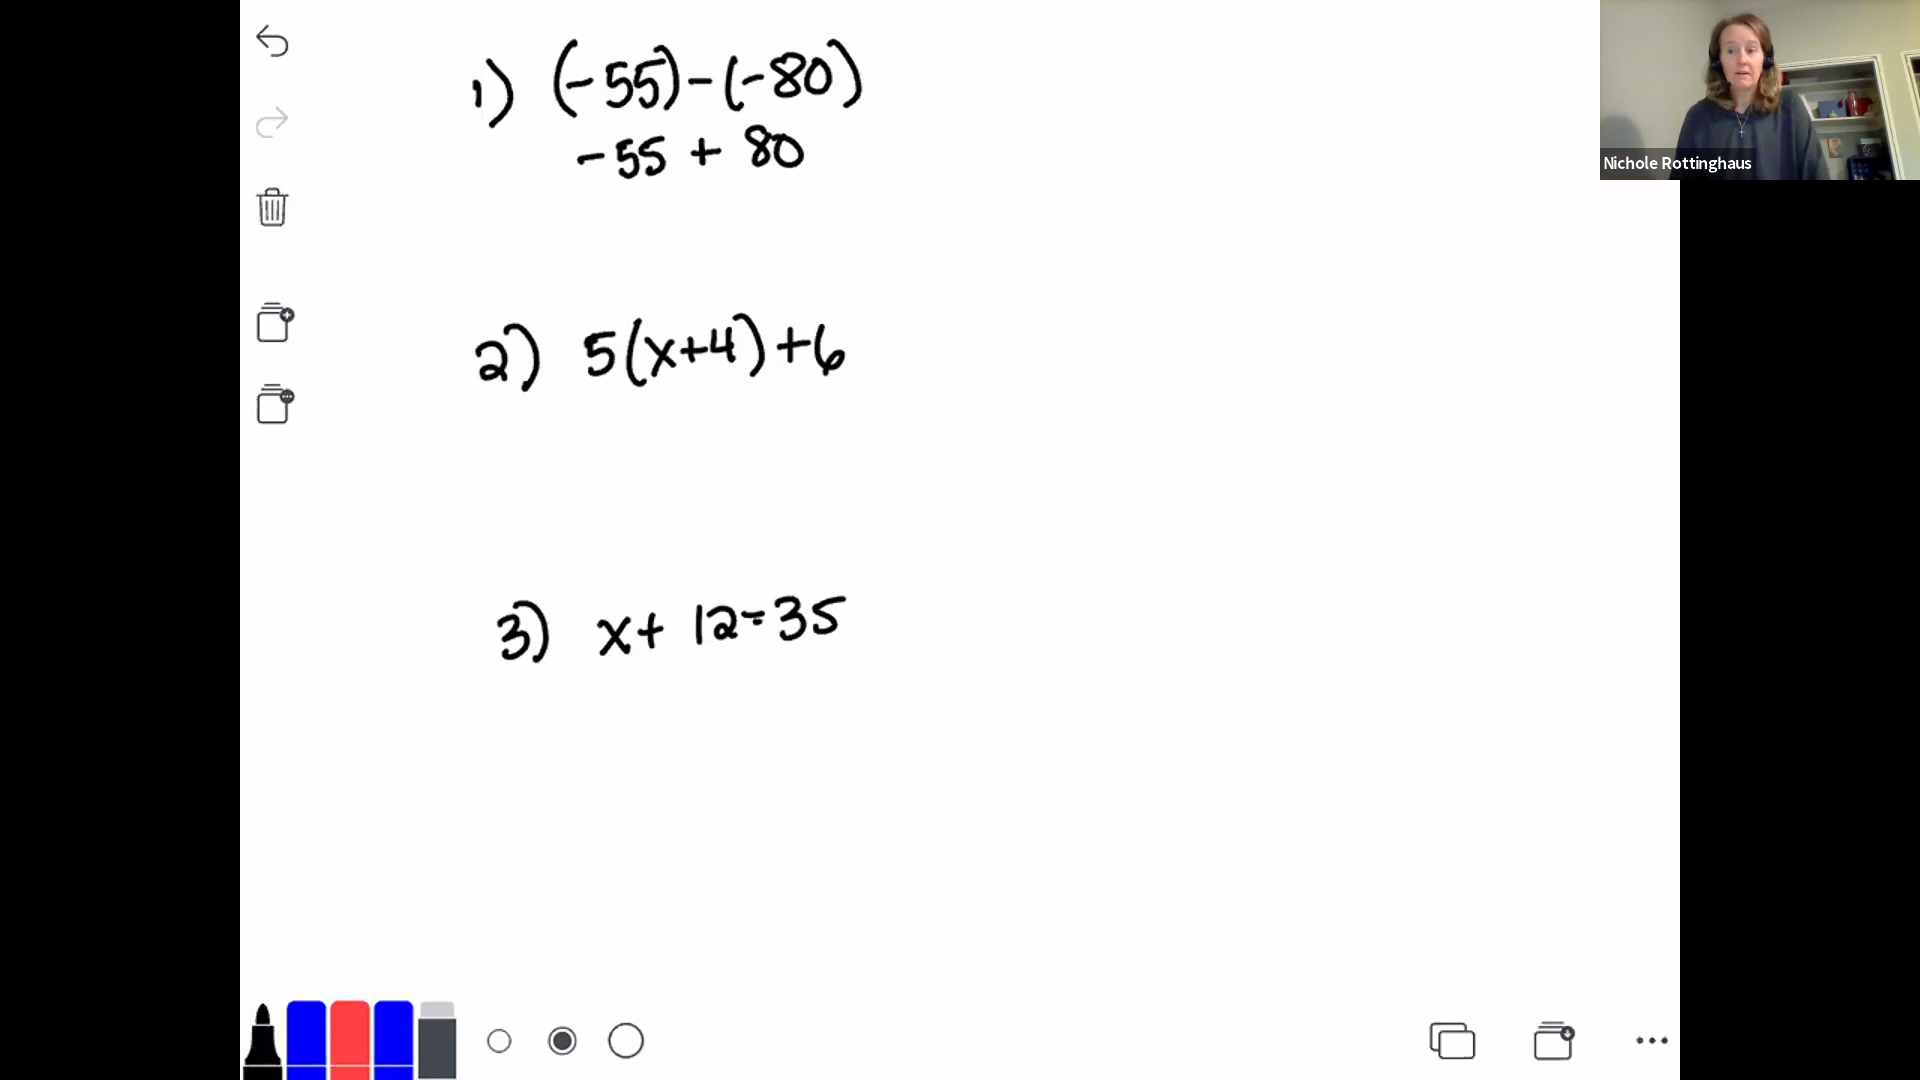 1) (-55)-(-80)
-55 + 80
2) 5(x+4)+6
3) x+ 12=35
Nichole Rottinghaus